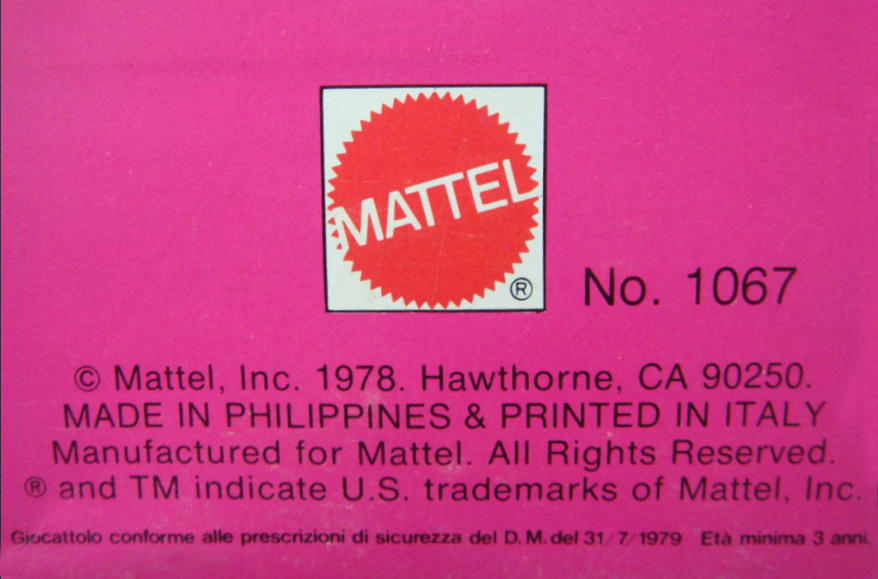 MATTEL
®
No. 1067
© Mattel, Inc. 1978. Hawthorne, CA 90250.
MADE IN PHILIPPINES & PRINTED IN ITALY
Manufactured for Mattel. All Rights Reserved.
® and TM indicate U.S. trademarks of Mattel, Inc.
Giocattolo conforme alle prescrizioni di sicurezza del D. M. del 31/7/1979 Età minima 3 anni.